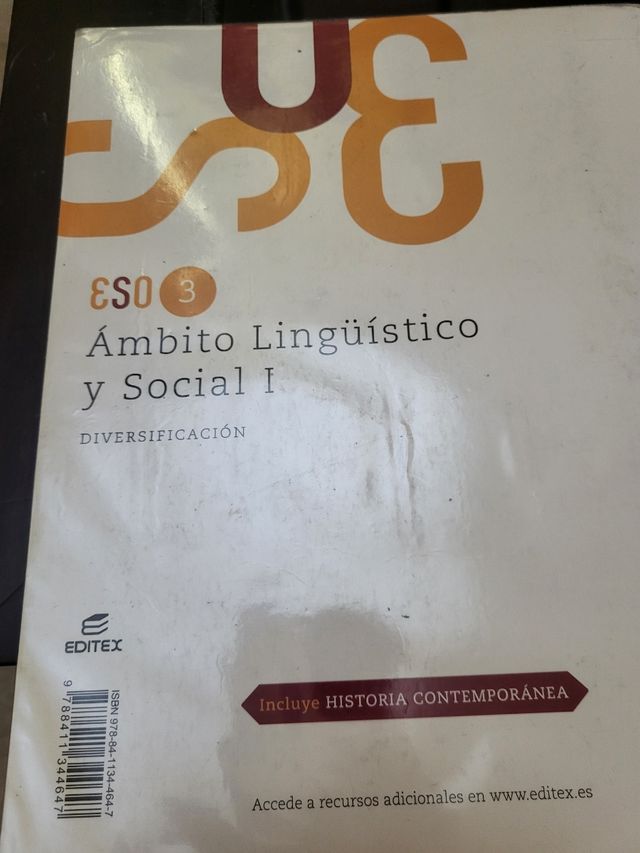 ESO 3
Ámbito Lingüístico
y Social I
DIVERSIFICACIÓN
EDITEX
ISBN 978-84-1134-464-7
9 788411 344647
Incluye HISTORIA CONTEMPORÁNEA
Accede a recursos adicionales en www.editex.es